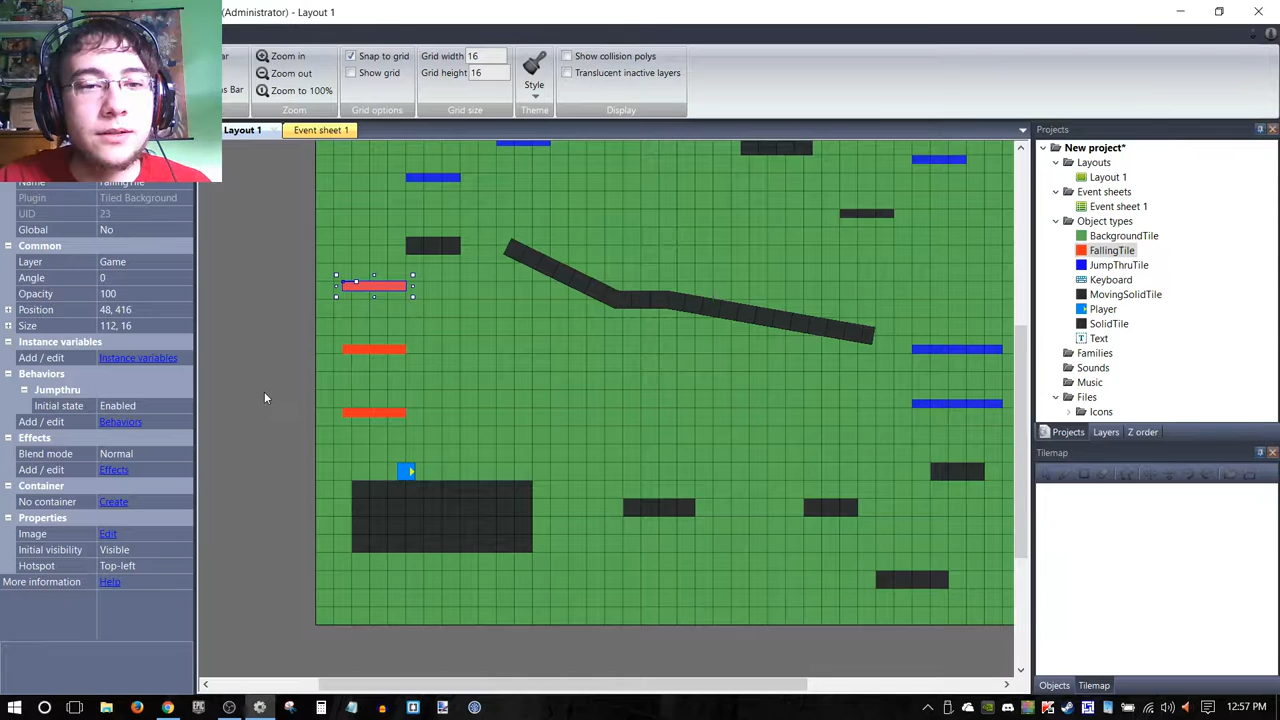 (Administrator) - Layout 1
Zoom in
Zoom out
Zoom to 100%
Zoom
Snap to grid
Show grid
Grid options
Grid width 16
Grid height 16
Grid size
Style
Theme
Show collision polys
Translucent inactive layers
Display
Layout 1
Event sheet 1
Name FallingTile
Plugin Tiled Background
UID 23
Global No
Common
Layer Game
Angle 0
Opacity 100
Position 48, 416
Size 112, 16
Instance variables
Add / edit Instance variables
Behaviors
Jumpthru
Initial state Enabled
Add / edit Behaviors
Effects
Blend mode Normal
Add / edit Effects
Container
No container Create
Properties
Image Edit
Initial visibility Visible
Hotspot Top-left
More information Help
Projects
New project*
Layouts
Layout 1
Event sheets
Event sheet 1
Object types
BackgroundTile
FallingTile
JumpThruTile
Keyboard
MovingSolidTile
Player
SolidTile
Text
Families
Sounds
Music
Files
Icons
Projects Layers Z order
Tilemap
Objects Tilemap
12:57 PM